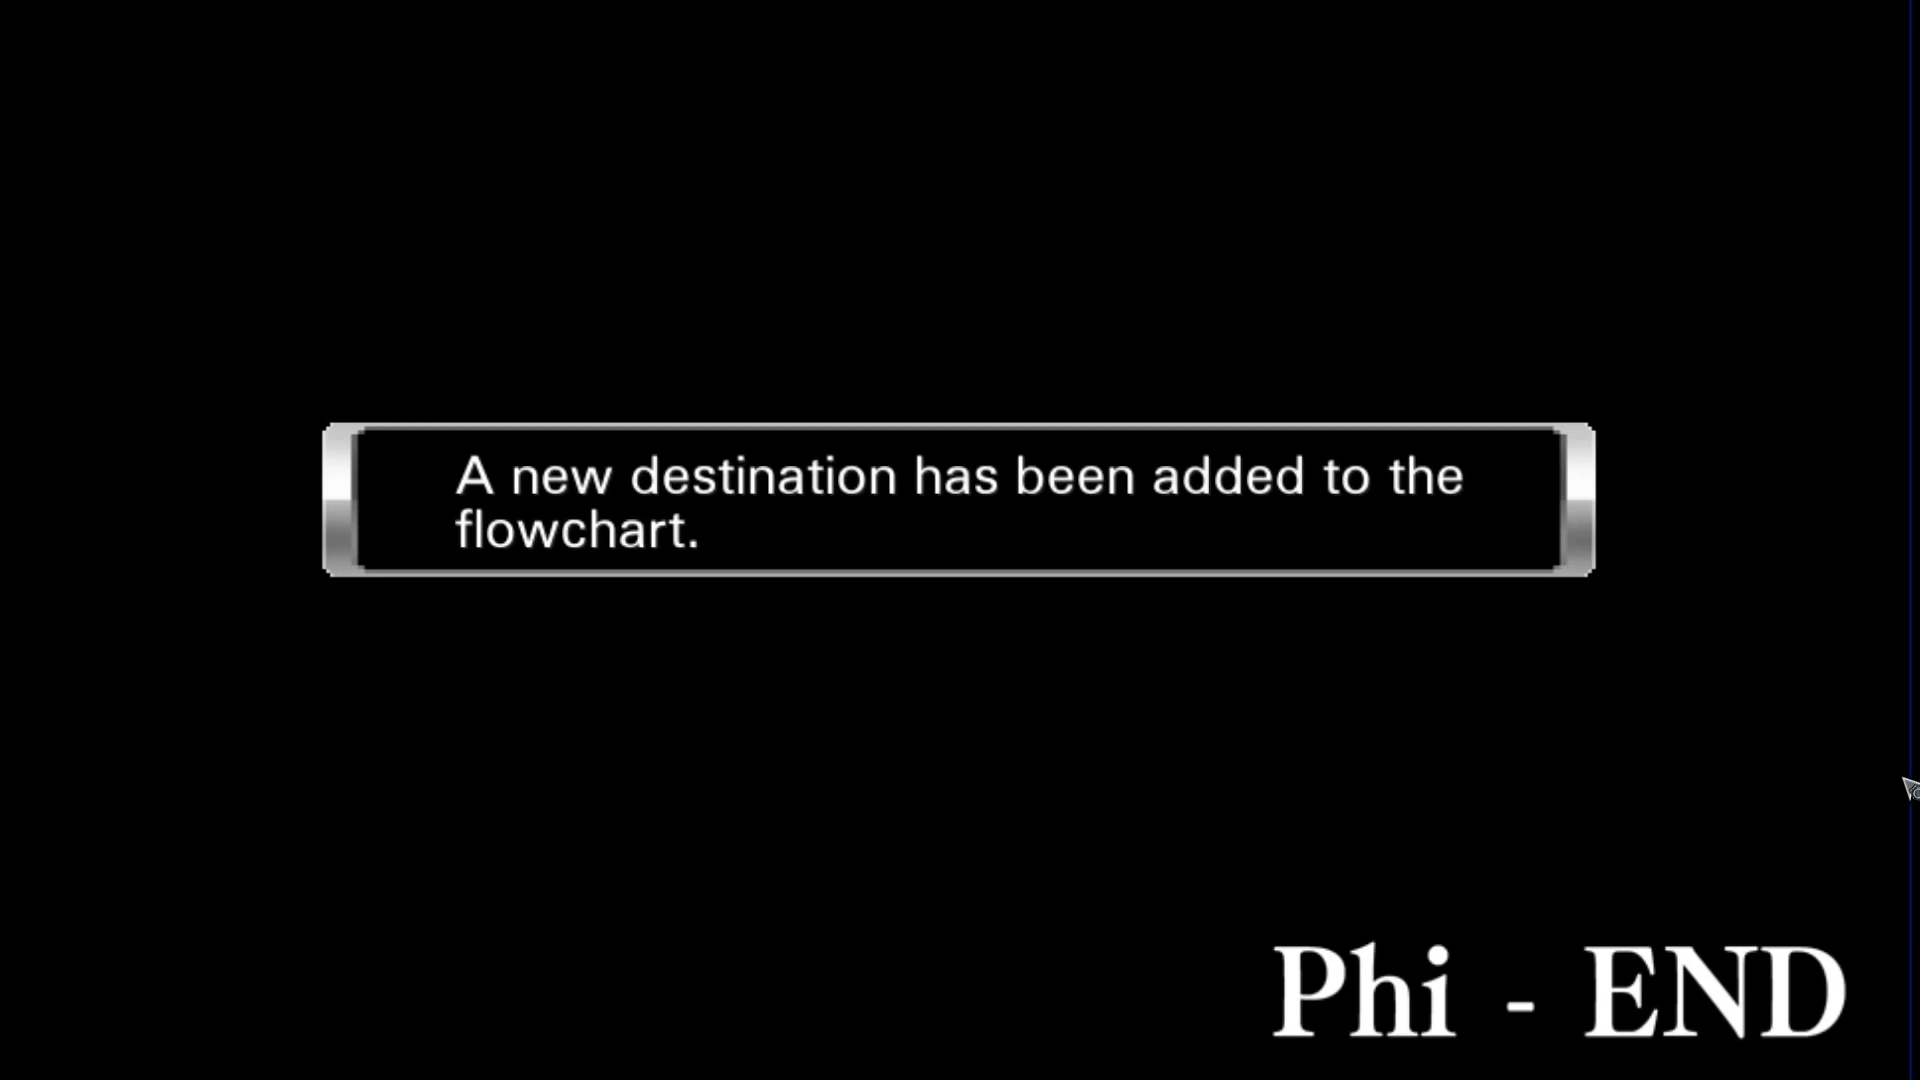 A new destination has been added to the
flowchart.
Phi - END